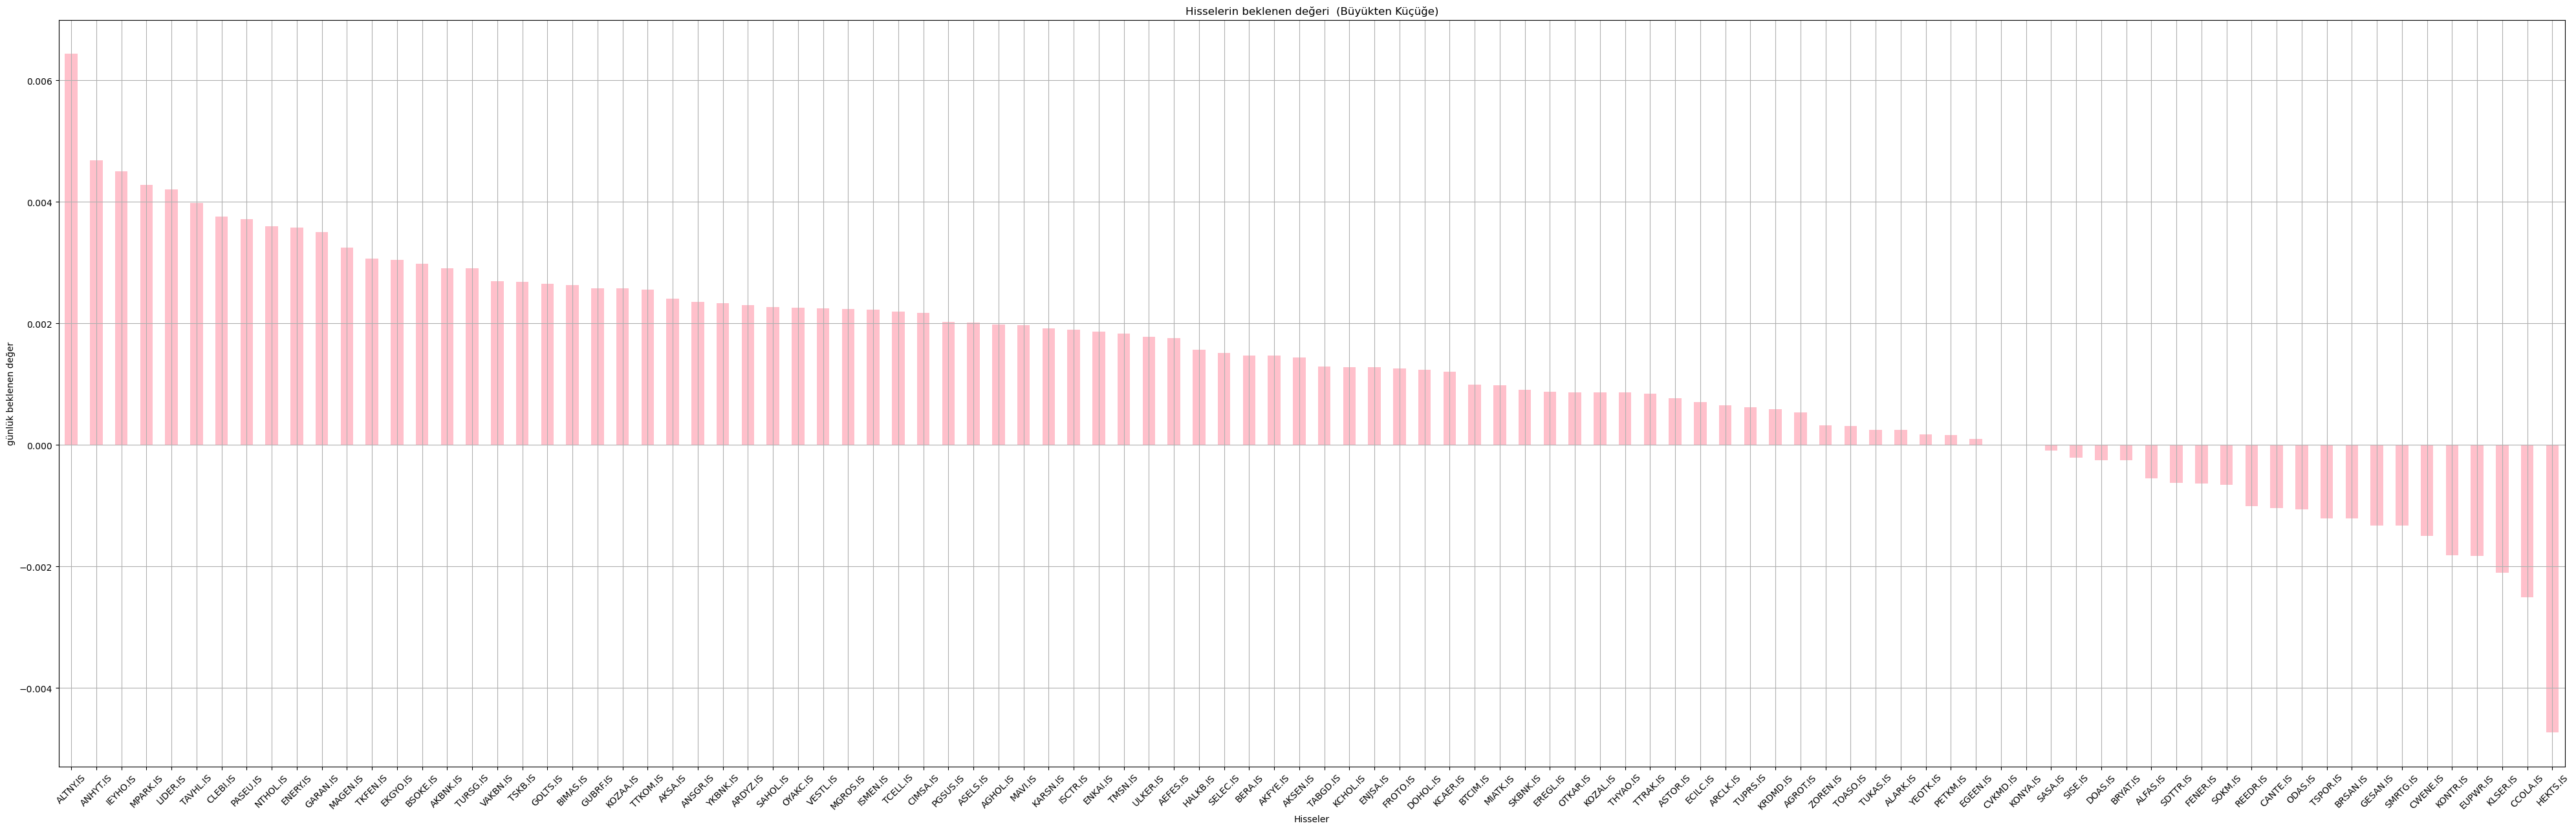 Hisselerin beklenen değeri  (Büyükten Küçüğe)
günlük beklenen değer
0.006
0.004
0.002
0.000
−0.002
−0.004
ALTNY.IS ANHYT.IS IEYHO.IS MPARK.IS LIDER.IS TAVHL.IS CLEBI.IS PASEU.IS NTHOL.IS ENERY.IS GARAN.IS MAGEN.IS TKFEN.IS EKGYO.IS BSOKE.IS AKBNK.IS TURSG.IS VAKBN.IS TSKB.IS GOLTS.IS BIMAS.IS GUBRF.IS KOZAA.IS TTKOM.IS AKSA.IS ANSGR.IS YKBNK.IS ARDYZ.IS SAHOL.IS OYAKC.IS VESTL.IS MGROS.IS ISMEN.IS TCELL.IS CIMSA.IS PGSUS.IS ASELS.IS AGHOL.IS MAVI.IS KARSN.IS ISCTR.IS ENKAI.IS TMSN.IS ULKER.IS AEFES.IS HALKB.IS SELEC.IS BERA.IS AKFYE.IS AKSEN.IS TABGD.IS KCHOL.IS ENJSA.IS FROTO.IS DOHOL.IS KCAER.IS BTCIM.IS MIATK.IS SKBNK.IS EREGL.IS OTKAR.IS KOZAL.IS THYAO.IS TTRAK.IS ASTOR.IS ECILC.IS ARCLK.IS TUPRS.IS KRDMD.IS AGROT.IS ZOREN.IS TOASO.IS TUKAS.IS ALARK.IS YEOTK.IS PETKM.IS EGEEN.IS CVKMD.IS KONYA.IS SASA.IS SISE.IS DOAS.IS BRYAT.IS ALFAS.IS SDTTR.IS FENER.IS SOKM.IS REEDR.IS CANTE.IS ODAS.IS TSPOR.IS BRSAN.IS GESAN.IS SMRTG.IS CWENE.IS KONTR.IS EUPWR.IS KLSER.IS CCOLA.IS HEKTS.IS
Hisseler